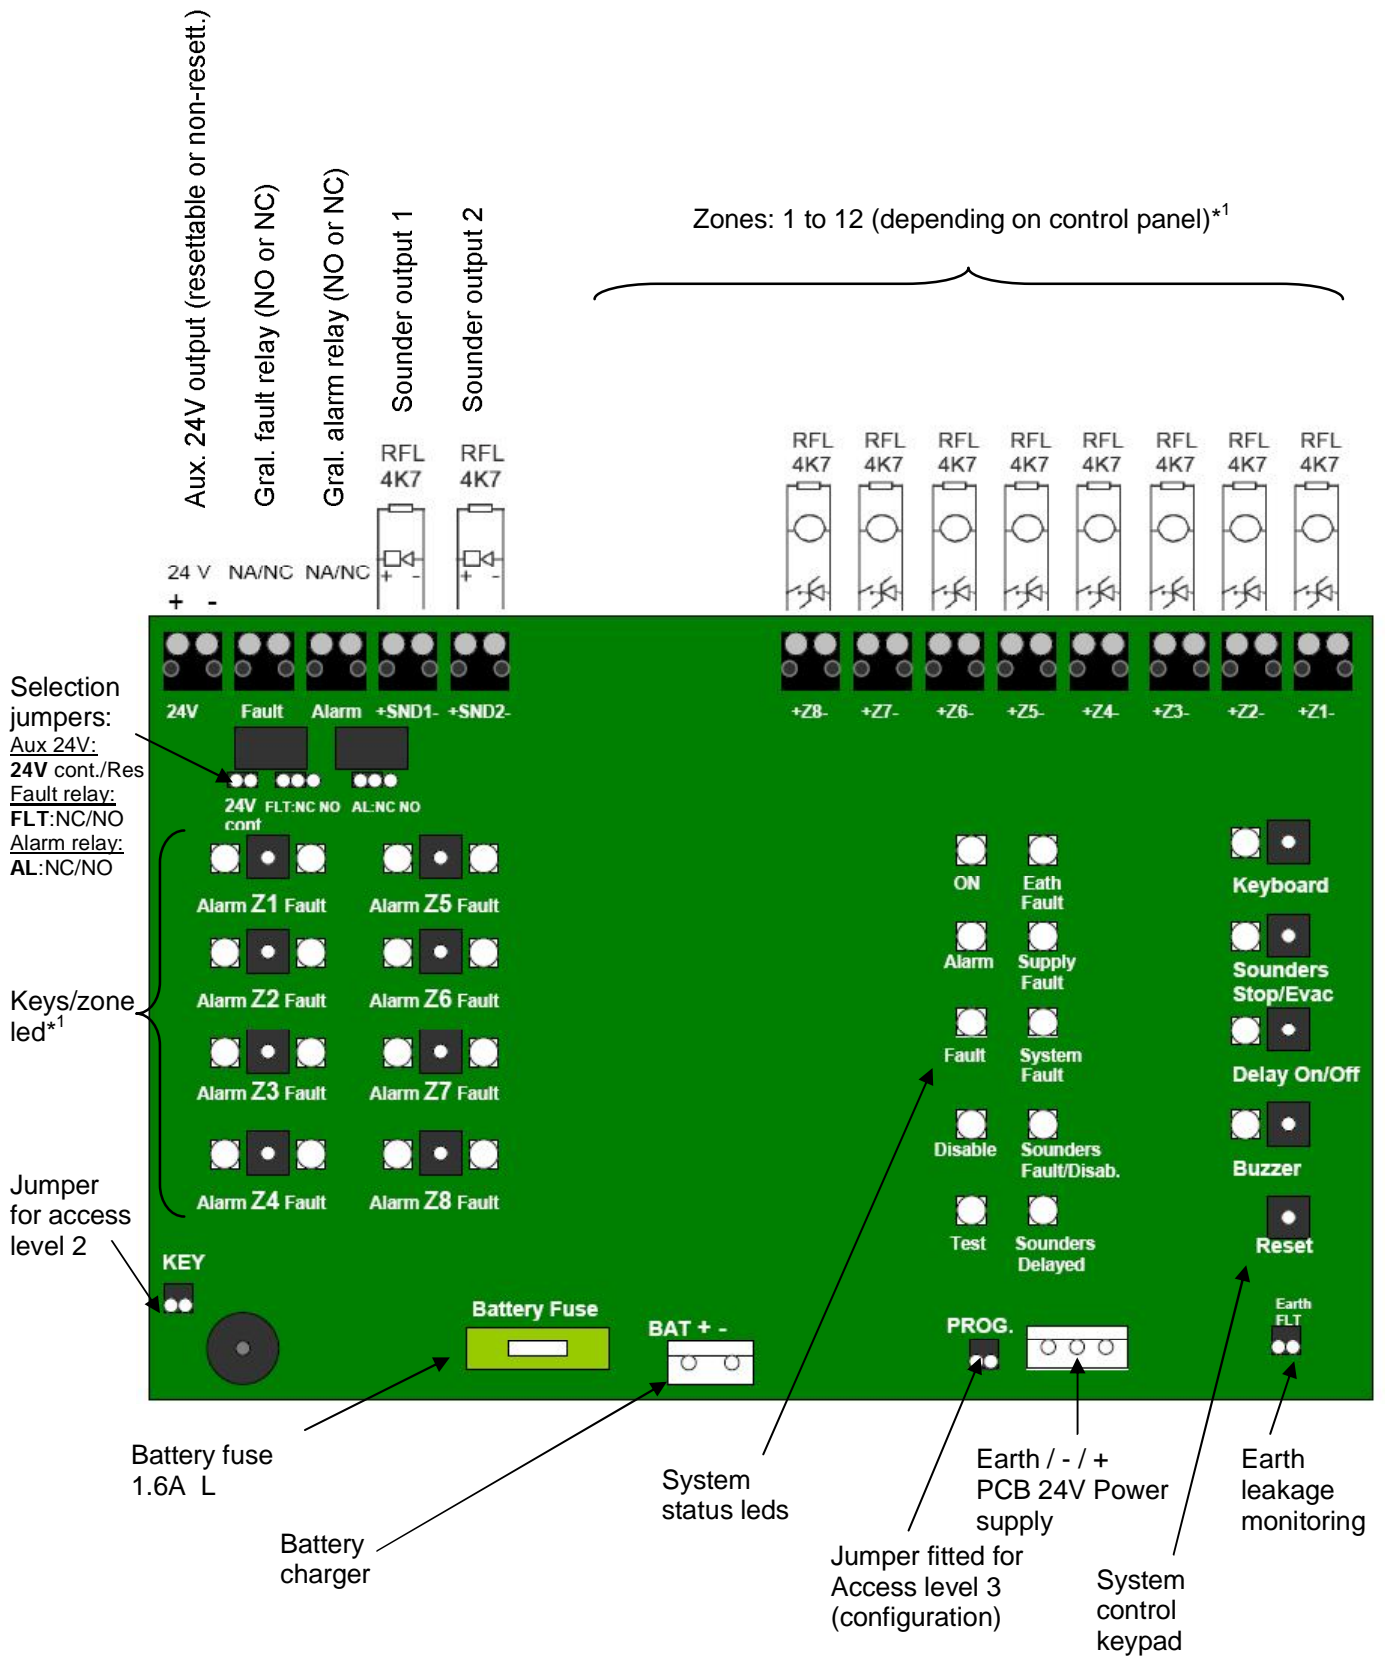 Aux. 24V output (resettable or non-resett.)
Gral. fault relay (NO or NC)
Gral. alarm relay (NO or NC)
Sounder output 1
Sounder output 2
Zones: 1 to 12 (depending on control panel)*1
RFL
4K7
RFL
4K7
RFL
4K7
RFL
4K7
RFL
4K7
RFL
4K7
RFL
4K7
RFL
4K7
RFL
4K7
RFL
4K7
24 V NA/NC NA/NC
+ -
+ -
+ -
24V Fault Alarm +SND1- +SND2-
+Z8- +Z7- +Z6- +Z5- +Z4- +Z3- +Z2- +Z1-
Selection
jumpers:
Aux 24V:
24V cont./Res
Fault relay:
FLT:NC/NO
Alarm relay:
AL:NC/NO
24V
cont
FLT:NC NO
AL:NC NO
Alarm Z1 Fault
Alarm Z5 Fault
Alarm Z2 Fault
Alarm Z6 Fault
Alarm Z3 Fault
Alarm Z7 Fault
Alarm Z4 Fault
Alarm Z8 Fault
Keys/zone
led*1
ON
Eath
Fault
Alarm
Supply
Fault
Fault
System
Fault
Disable
Sounders
Fault/Disab.
Test
Sounders
Delayed
Keyboard
Sounders
Stop/Evac
Delay On/Off
Buzzer
Reset
Jumper
for access
level 2
KEY
Battery Fuse
BAT + -
PROG.
Earth
FLT
Battery fuse
1.6A L
Battery
charger
System
status leds
Jumper fitted for
Access level 3
(configuration)
Earth / - / +
PCB 24V Power
supply
System
control
keypad
Earth
leakage
monitoring